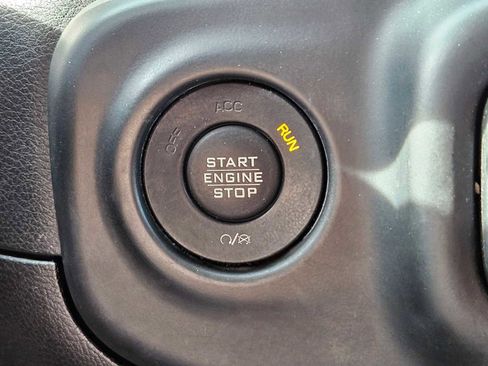 OFF
ACC
RUN
START
ENGINE
STOP